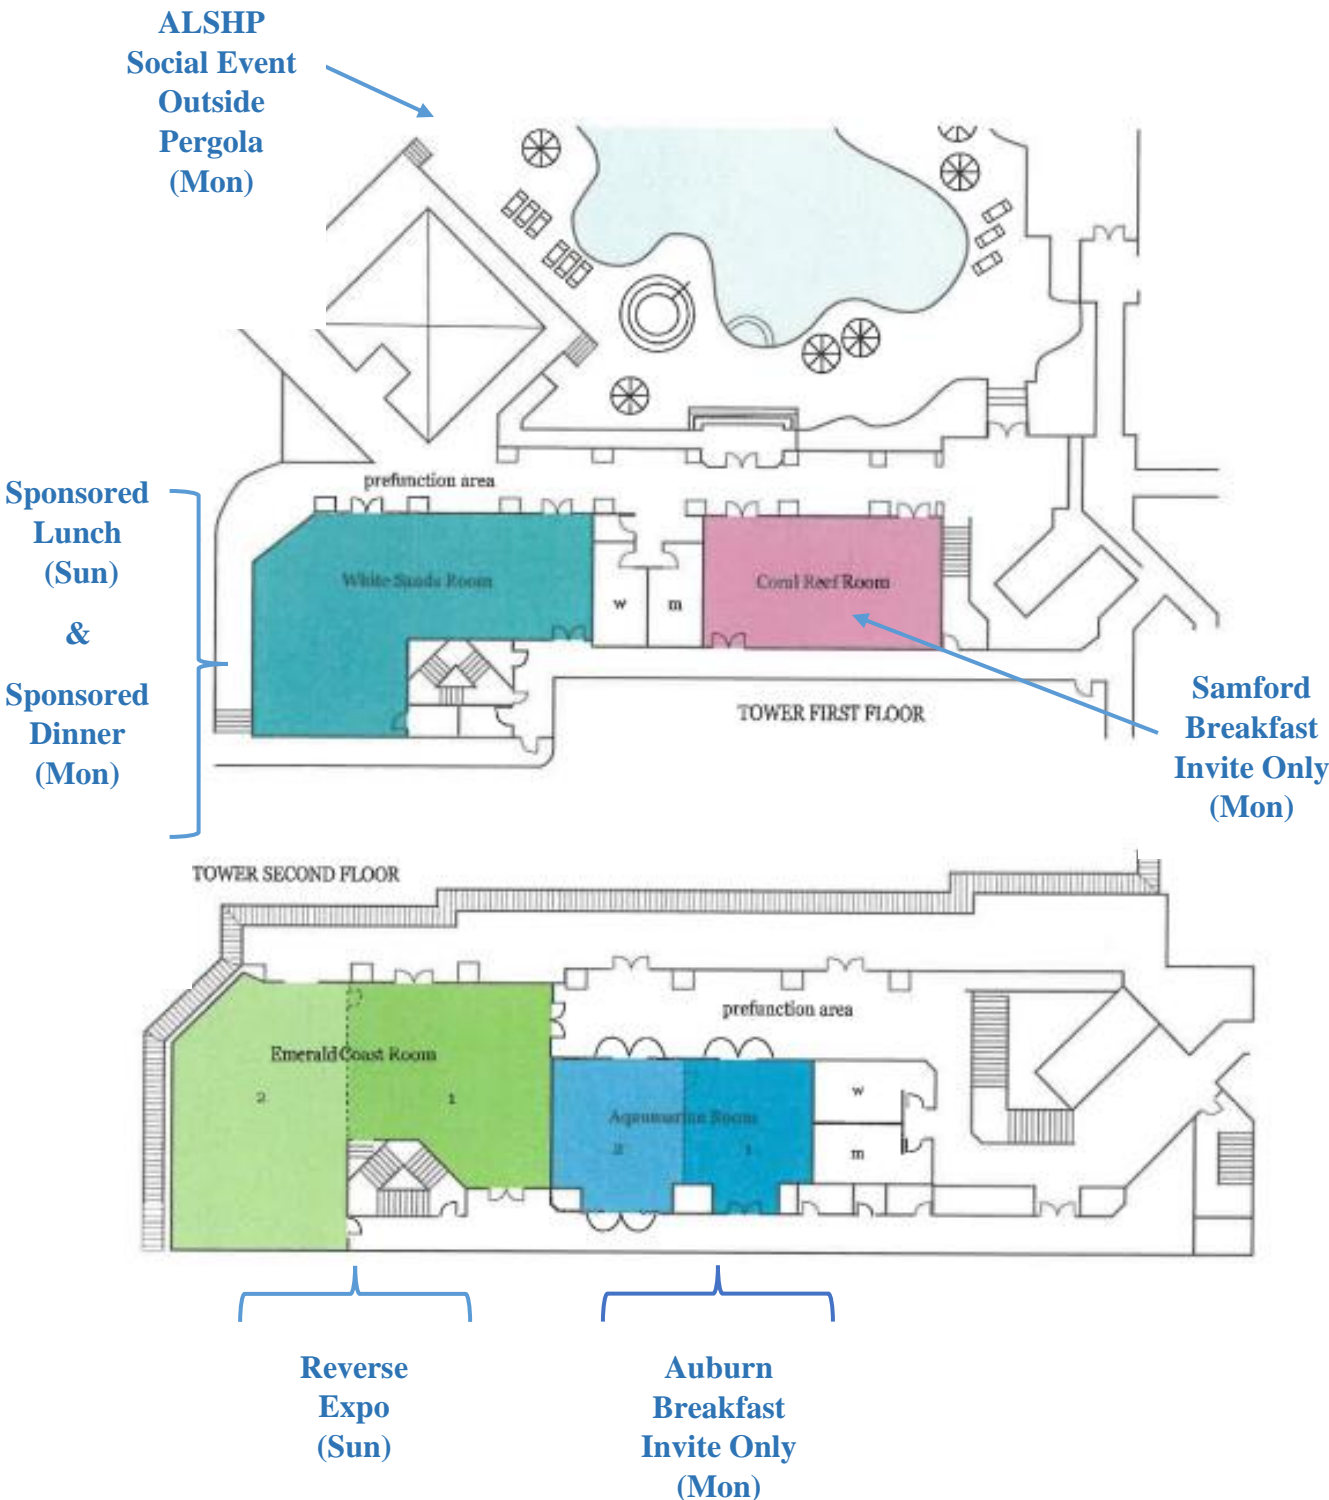 ALSHP
Social Event
Outside
Pergola
(Mon)
prefunction area
Sponsored
Lunch
(Sun)
&
Sponsored
Dinner
(Mon)
White Sands Room
w
m
Coral Reef Room
TOWER FIRST FLOOR
Samford
Breakfast
Invite Only
(Mon)
TOWER SECOND FLOOR
prefunction area
Emerald Coast Room
2
1
Aquamarine Room
2
1
w
m
Reverse
Expo
(Sun)
Auburn
Breakfast
Invite Only
(Mon)